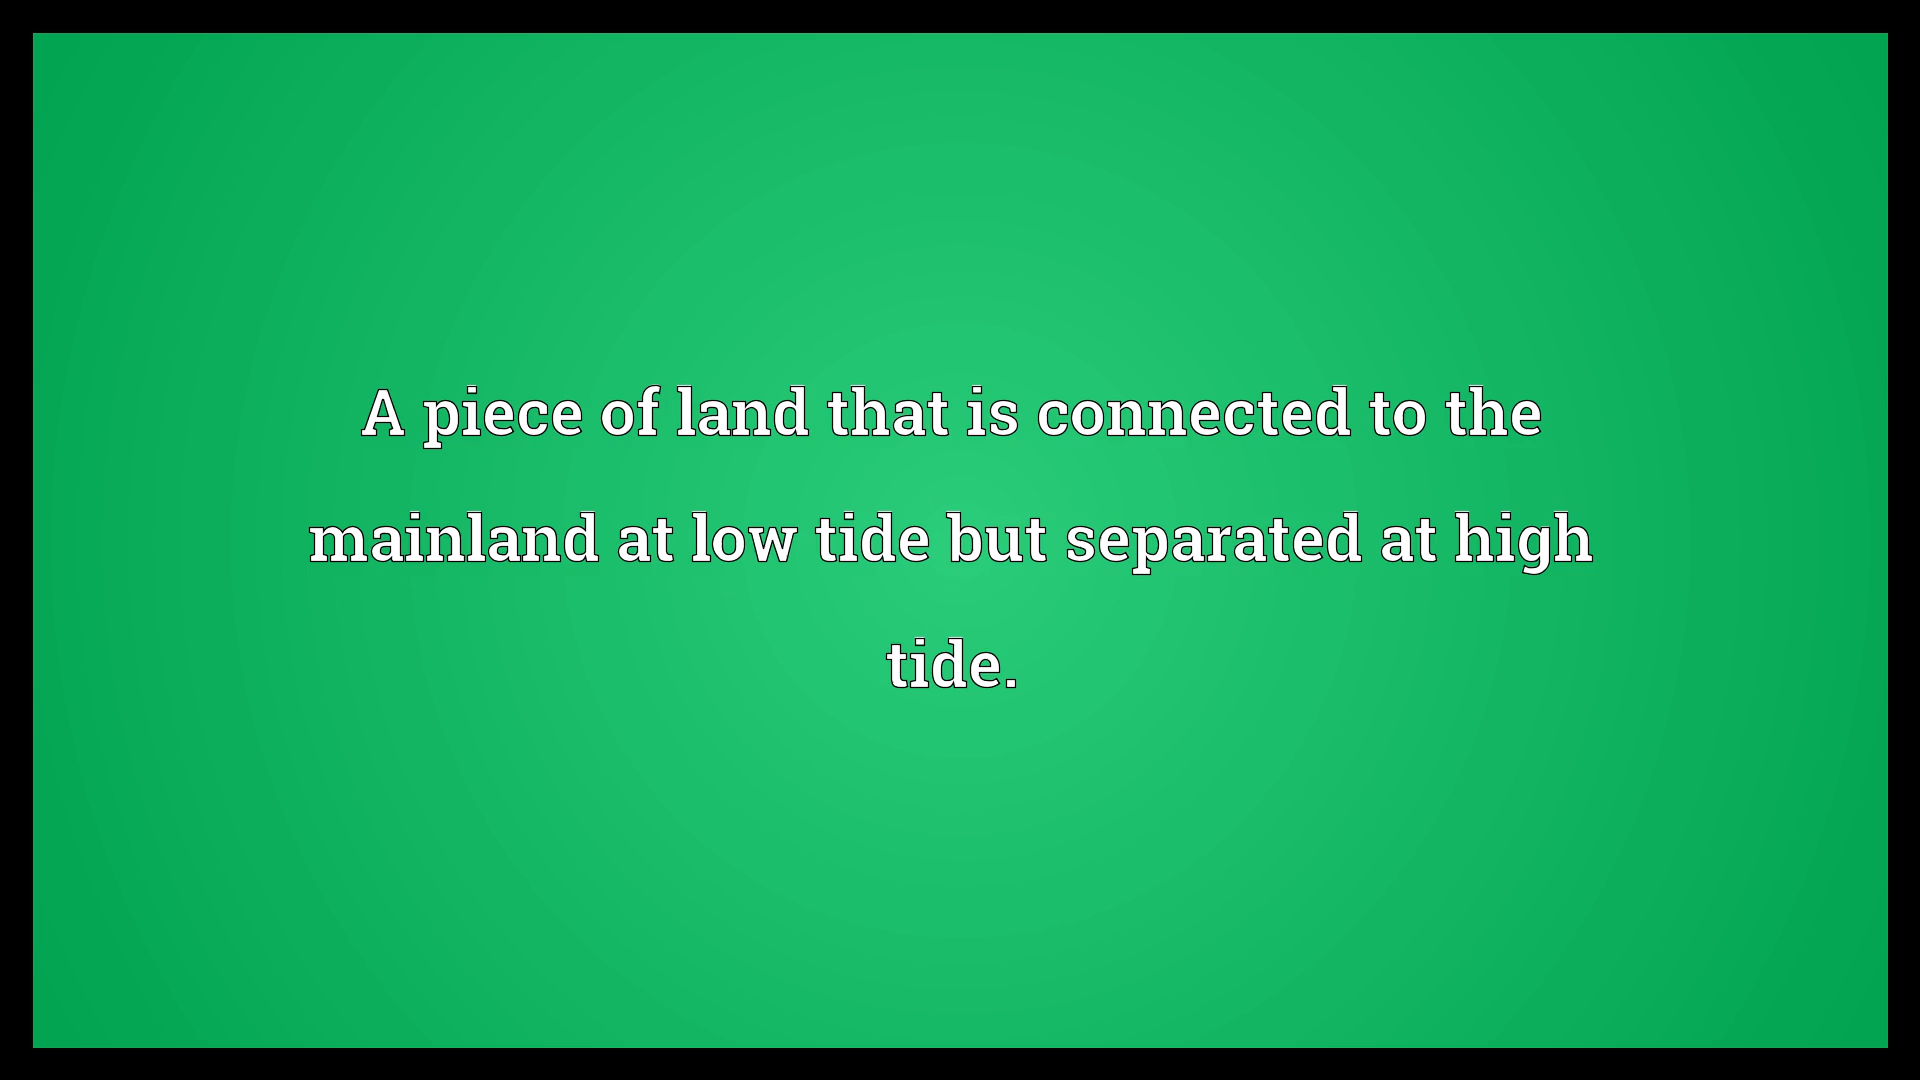 A piece of land that is connected to the
mainland at low tide but separated at high
tide.